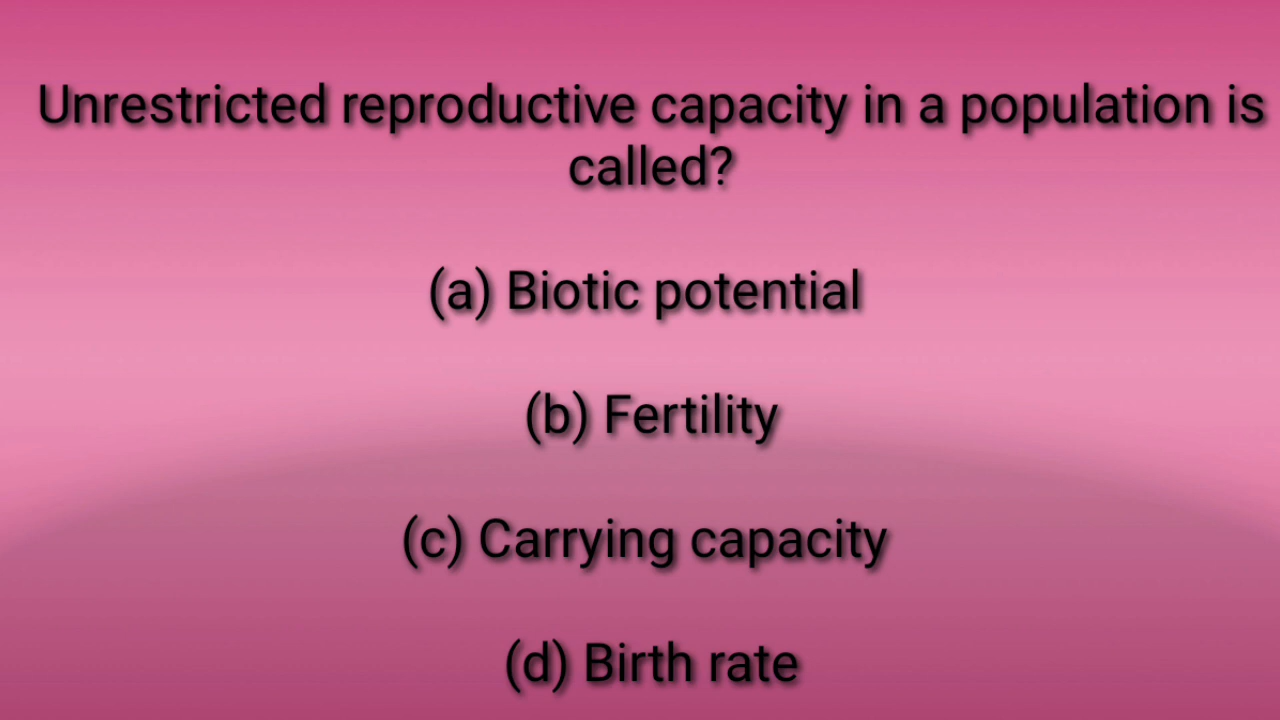 Unrestricted reproductive capacity in a population is
called?
(a) Biotic potential
(b) Fertility
(c) Carrying capacity
(d) Birth rate